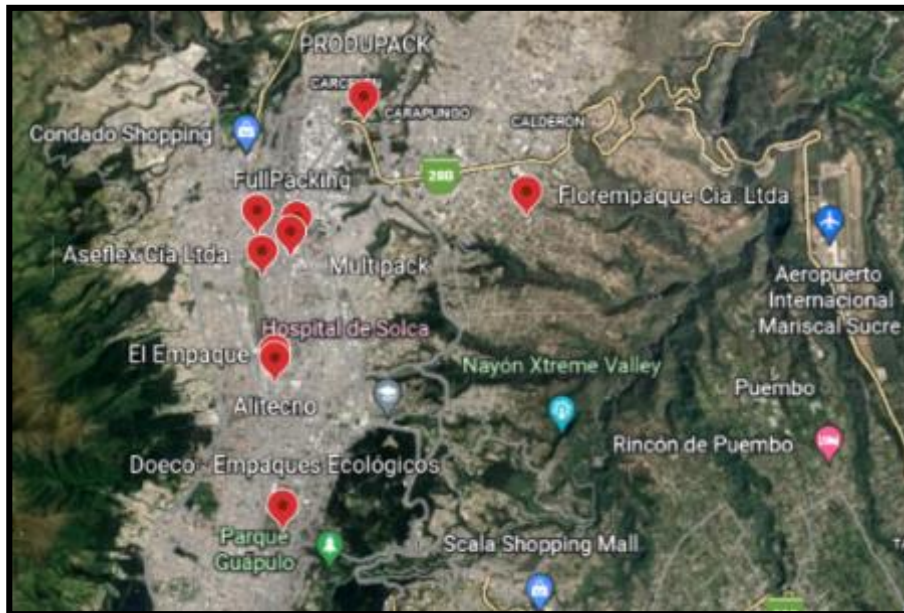 PRODUPACK
CARAPUNGO
CALDERÓN
Condado Shopping
FullPacking
280
Florempaque Cia. Ltda
Aseflex Cia Ltda
Multipack
Aeropuerto
Internacional
Mariscal Sucre
Hospital de Solca
El Empaque
Nayón Xtreme Valley
Puembo
Alitecno
Rincón de Puembo
Doeco - Empaques Ecológicos
Parque
Guápulo
Scala Shopping Mall